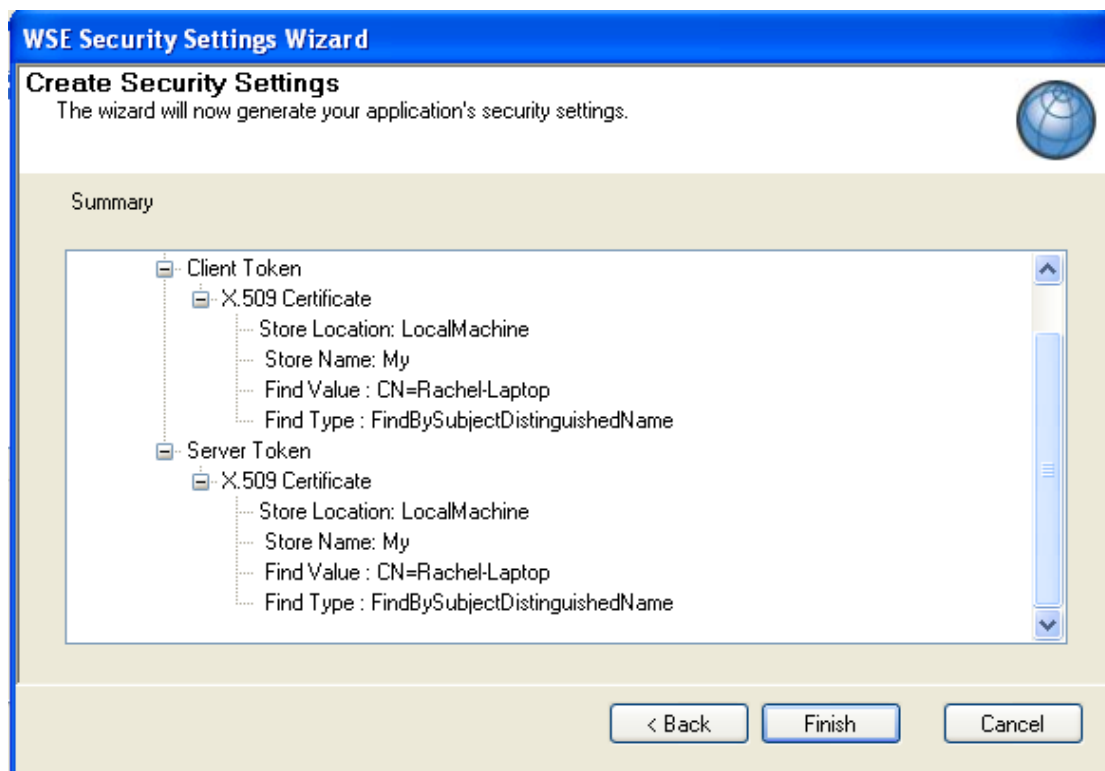 WSE Security Settings Wizard
Create Security Settings
The wizard will now generate your application's security settings.
Summary
Client Token
X.509 Certificate
Store Location: LocalMachine
Store Name: My
Find Value : CN=Rachel-Laptop
Find Type : FindBySubjectDistinguishedName
Server Token
X.509 Certificate
Store Location: LocalMachine
Store Name: My
Find Value : CN=Rachel-Laptop
Find Type : FindBySubjectDistinguishedName
< Back Finish Cancel